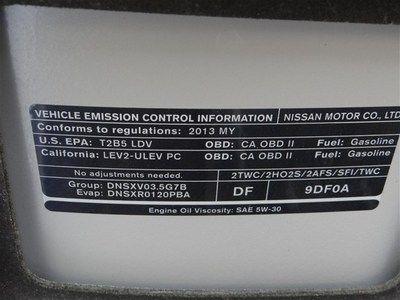 VEHICLE EMISSION CONTROL INFORMATION NISSAN MOTOR CO., LTD
Conforms to regulations: 2013 MY
U.S. EPA: T2B5 LDV OBD: CA OBD II Fuel: Gasoline
California: LEV2-ULEV PC OBD: CA OBD II Fuel: Gasoline
No adjustments needed. 2TWC/2HO2S/2AFS/SFI/TWC
Group: DNSXV03.5G7B DF 9DF0A
Evap: DNSXR0120PBA
Engine Oil Viscosity: SAE 5W-30